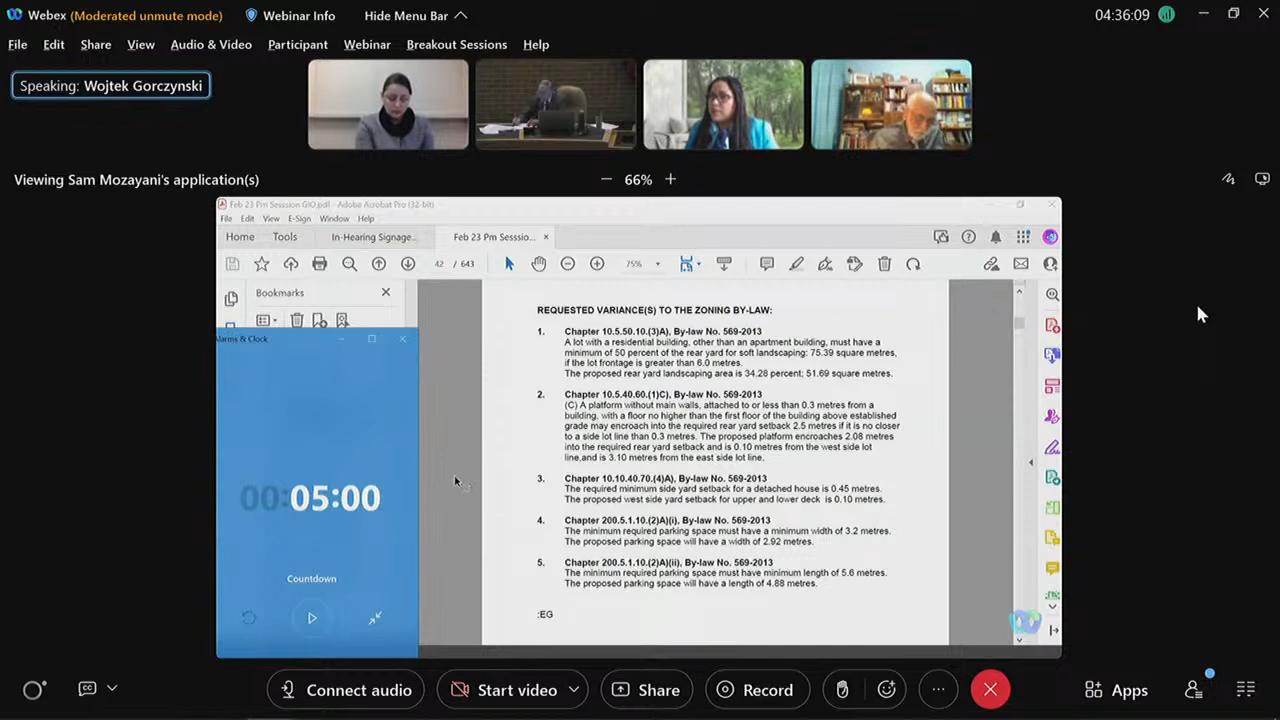 Webex (Moderated unmute mode) Webinar Info Hide Menu Bar 04:36:09
File Edit Share View Audio & Video Participant Webinar Breakout Sessions Help
Speaking: Wojtek Gorczynski
Viewing Sam Mozayani's application(s) 66%
Feb 23 Pm Sesssion GIO.pdf - Adobe Acrobat Pro (32-bit)
File Edit View E-Sign Window Help
Home Tools In-Hearing Signage... Feb 23 Pm Sesssio... ×
42 / 643 75%
Bookmarks
Alarms & Clock
00:05:00
Countdown
REQUESTED VARIANCE(S) TO THE ZONING BY-LAW:
1. Chapter 10.5.50.10.(3)A), By-law No. 569-2013
A lot with a residential building, other than an apartment building, must have a
minimum of 50 percent of the rear yard for soft landscaping: 75.39 square metres,
if the lot frontage is greater than 6.0 metres.
The proposed rear yard landscaping area is 34.28 percent; 51.69 square metres.
2. Chapter 10.5.40.60.(1)C), By-law No. 569-2013
(C) A platform without main walls, attached to or less than 0.3 metres from a
building, with a floor no higher than the first floor of the building above established
grade may encroach into the required rear yard setback 2.5 metres if it is no closer
to a side lot line than 0.3 metres. The proposed platform encroaches 2.08 metres
into the required rear yard setback and is 0.10 metres from the west side lot
line,and is 3.10 metres from the east side lot line.
3. Chapter 10.10.40.70.(4)A), By-law No. 569-2013
The required minimum side yard setback for a detached house is 0.45 metres.
The proposed west side yard setback for upper and lower deck is 0.10 metres.
4. Chapter 200.5.1.10.(2)A)(i), By-law No. 569-2013
The minimum required parking space must have a minimum width of 3.2 metres.
The proposed parking space will have a width of 2.92 metres.
5. Chapter 200.5.1.10.(2)A)(ii), By-law No. 569-2013
The minimum required parking space must have minimum length of 5.6 metres.
The proposed parking space will have a length of 4.88 metres.
:EG
CC Connect audio Start video Share Record Apps